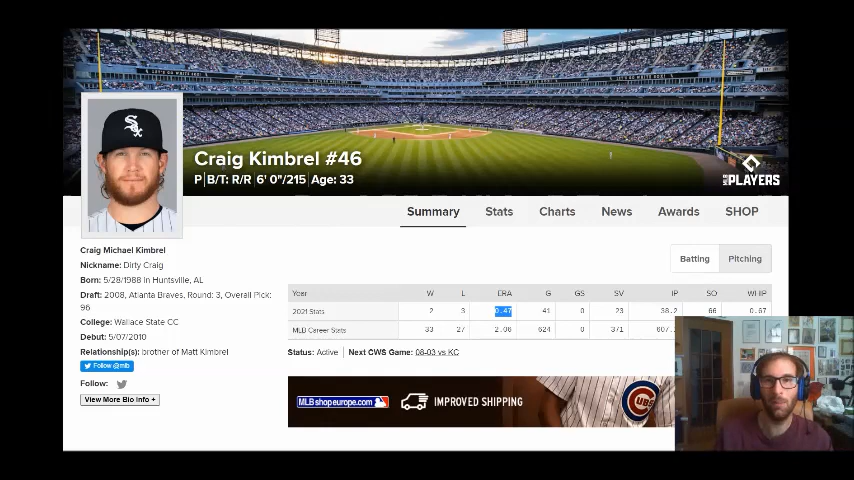 Craig Kimbrel #46
P B/T: R/R 6' 0"/215 Age: 33
MLB PLAYERS
Summary Stats Charts News Awards SHOP
Craig Michael Kimbrel
Nickname: Dirty Craig
Born: 5/28/1988 in Huntsville, AL
Draft: 2008, Atlanta Braves, Round: 3, Overall Pick:
96
College: Wallace State CC
Debut: 5/07/2010
Relationship(s): brother of Matt Kimbrel
Follow @mlb
Follow:
View More Bio Info +
Batting Pitching
Year W L ERA G GS SV IP SO WHIP
2021 Stats 2 3 0.47 41 0 23 38.2 66 0.67
MLB Career Stats 33 27 2.06 624 0 371 607.
Status: Active Next CWS Game: 08-03 vs KC
MLBshopeurope.com IMPROVED SHIPPING
CUBS